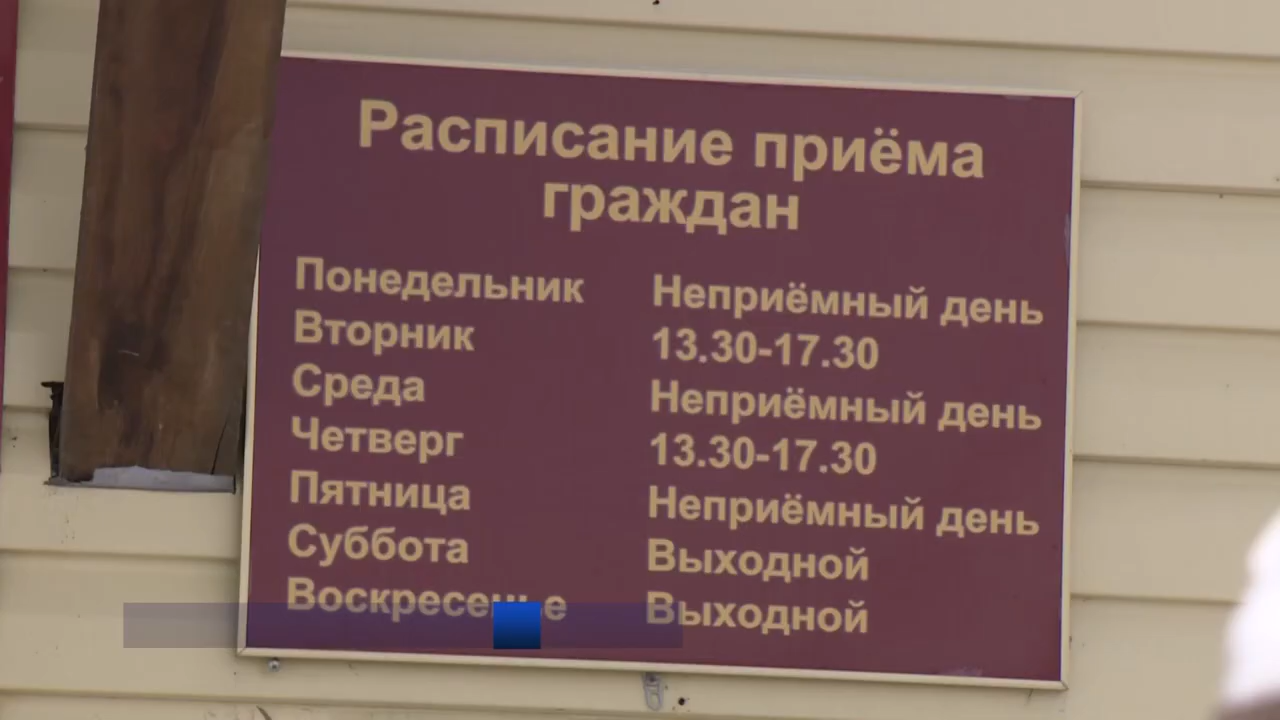 Расписание приёма
граждан
Понедельник Неприёмный день
Вторник 13.30-17.30
Среда Неприёмный день
Четверг 13.30-17.30
Пятница Неприёмный день
Суббота Выходной
Воскресенье Выходной